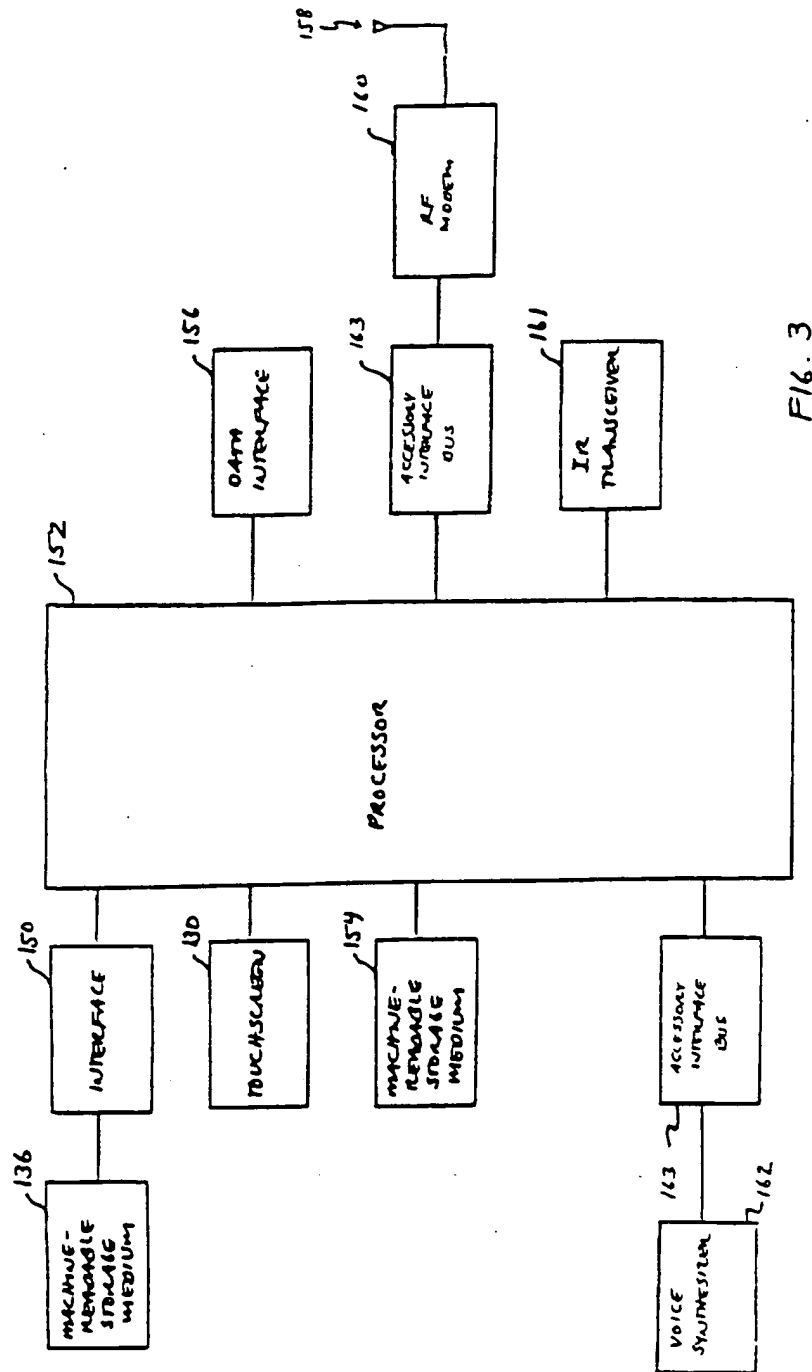 136
MACHINE-
READABLE
STORAGE
MEDIUM
150
INTERFACE
130
TOUCHSCREEN
154
MACHINE-
READABLE
STORAGE
MEDIUM
VOICE
SYNTHESIZER
162
163
ACCESSORY
INTERFACE
BUS
152
PROCESSOR
156
DATA
INTERFACE
163
ACCESSORY
INTERFACE
BUS
160
RF
MODEM
158
161
IR
TRANSCEIVER
FIG. 3